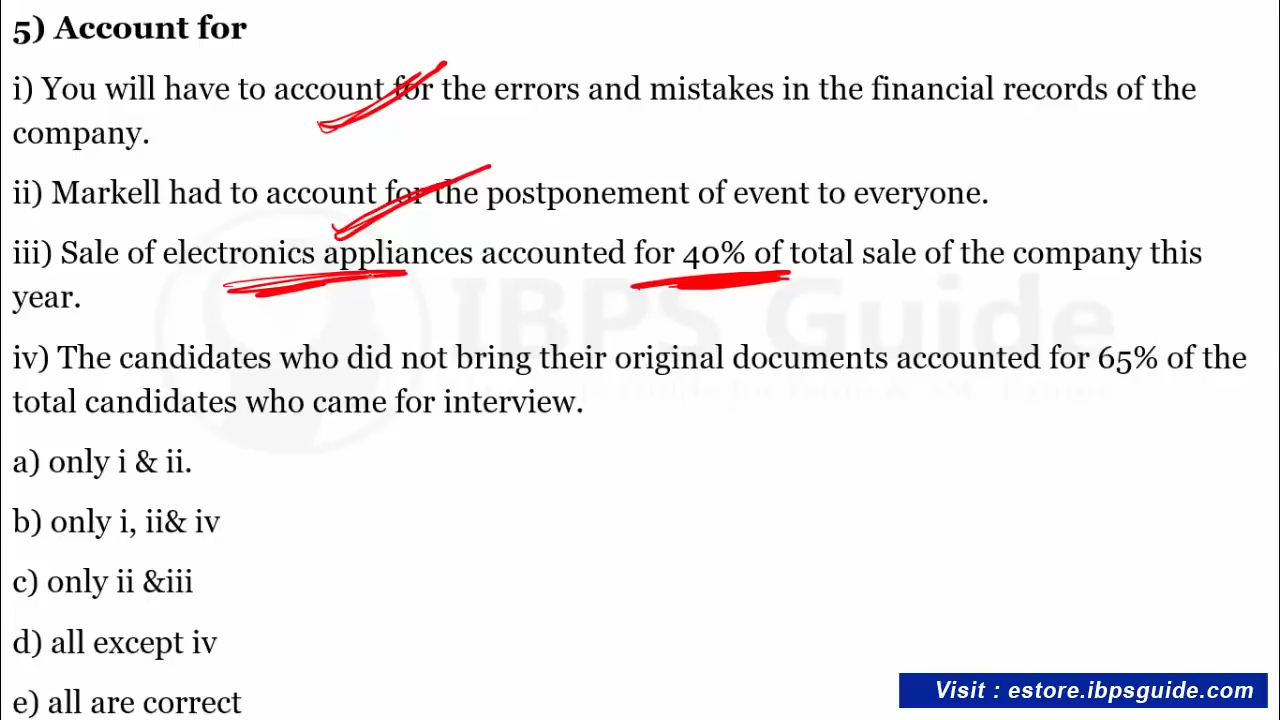 5) Account for
i) You will have to account for the errors and mistakes in the financial records of the
company.
ii) Markell had to account for the postponement of event to everyone.
iii) Sale of electronics appliances accounted for 40% of total sale of the company this
year.
IBPS Guide
iv) The candidates who did not bring their original documents accounted for 65% of the
total candidates who came for interview.
a) only i & ii.
b) only i, ii& iv
c) only ii &iii
d) all except iv
e) all are correct
Visit : estore.ibpsguide.com